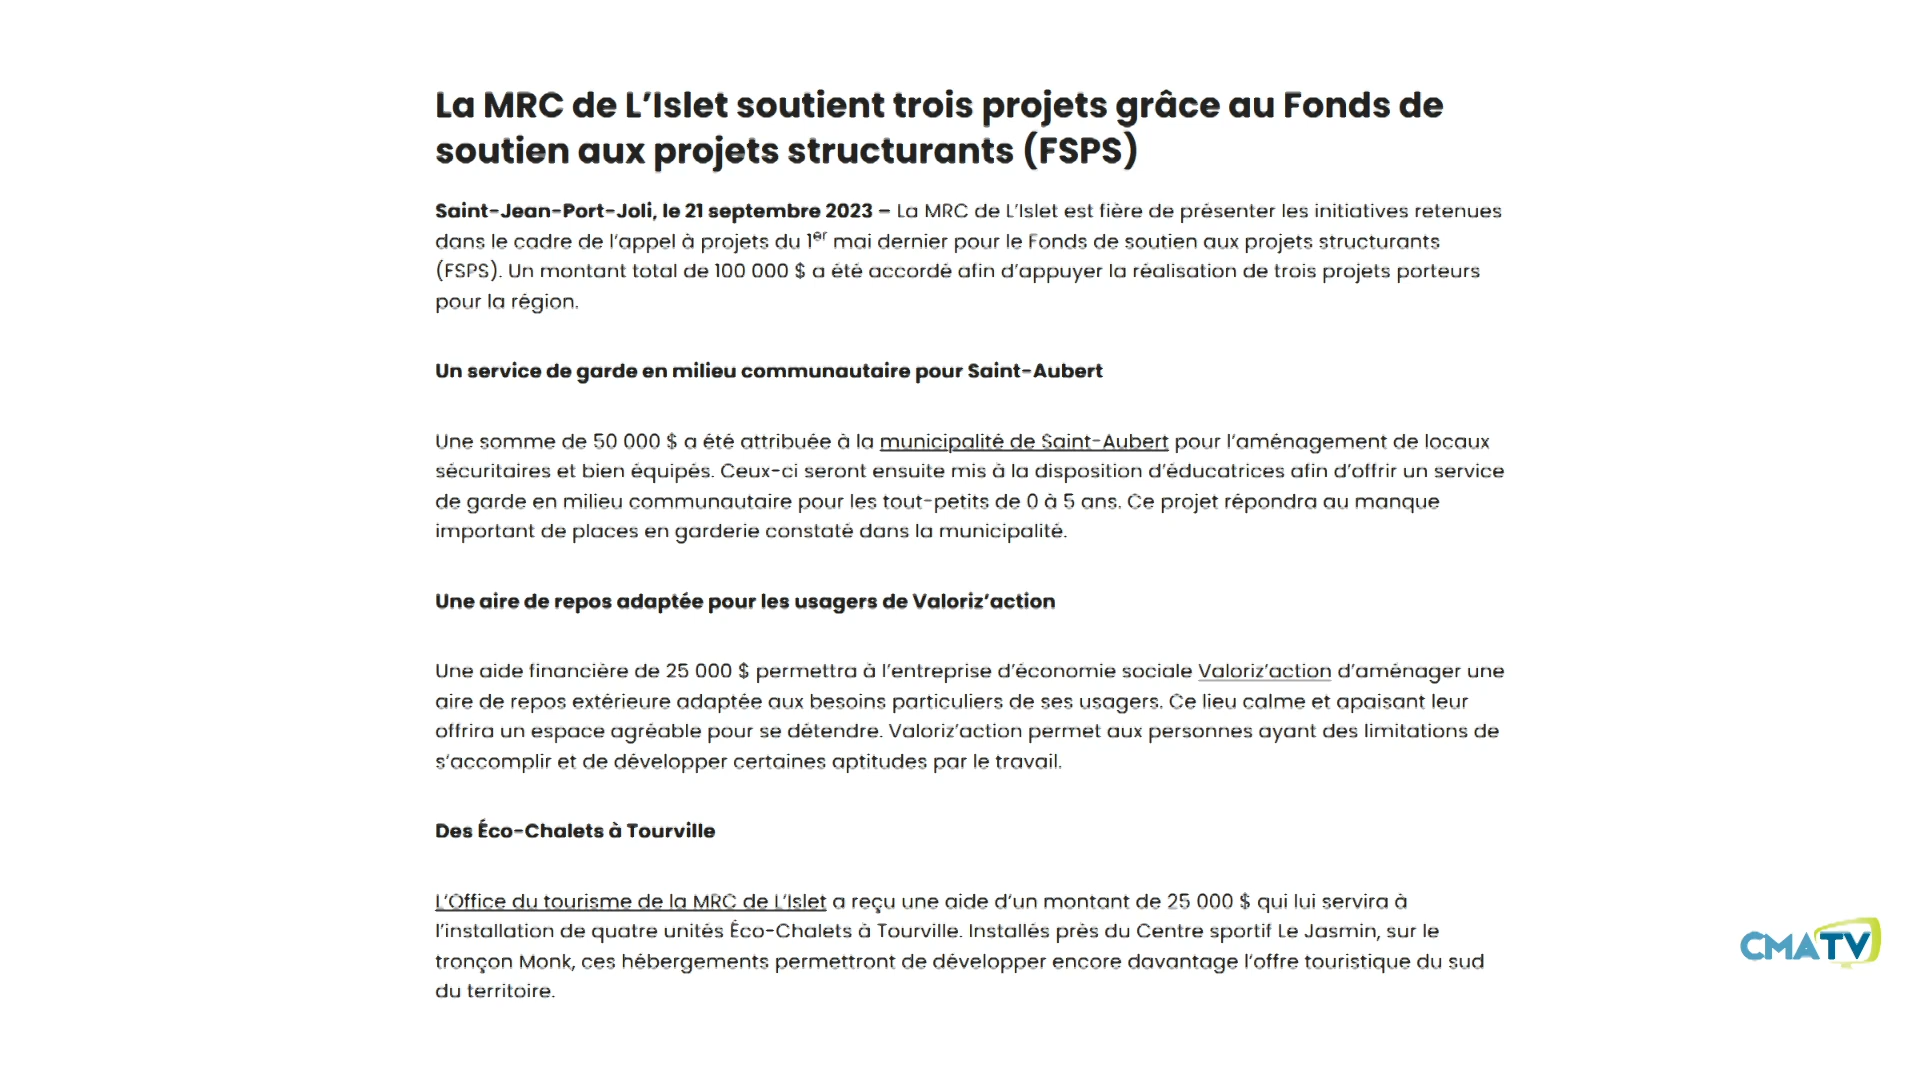 La MRC de L’Islet soutient trois projets grâce au Fonds de
soutien aux projets structurants (FSPS)
Saint-Jean-Port-Joli, le 21 septembre 2023 – La MRC de L’Islet est fière de présenter les initiatives retenues
dans le cadre de l’appel à projets du 1er mai dernier pour le Fonds de soutien aux projets structurants
(FSPS). Un montant total de 100 000 $ a été accordé afin d’appuyer la réalisation de trois projets porteurs
pour la région.
Un service de garde en milieu communautaire pour Saint-Aubert
Une somme de 50 000 $ a été attribuée à la municipalité de Saint-Aubert pour l’aménagement de locaux
sécuritaires et bien équipés. Ceux-ci seront ensuite mis à la disposition d’éducatrices afin d’offrir un service
de garde en milieu communautaire pour les tout-petits de 0 à 5 ans. Ce projet répondra au manque
important de places en garderie constaté dans la municipalité.
Une aire de repos adaptée pour les usagers de Valoriz’action
Une aide financière de 25 000 $ permettra à l’entreprise d’économie sociale Valoriz’action d’aménager une
aire de repos extérieure adaptée aux besoins particuliers de ses usagers. Ce lieu calme et apaisant leur
offrira un espace agréable pour se détendre. Valoriz’action permet aux personnes ayant des limitations de
s’accomplir et de développer certaines aptitudes par le travail.
Des Éco-Chalets à Tourville
L’Office du tourisme de la MRC de L’Islet a reçu une aide d’un montant de 25 000 $ qui lui servira à
l’installation de quatre unités Éco-Chalets à Tourville. Installés près du Centre sportif Le Jasmin, sur le
tronçon Monk, ces hébergements permettront de développer encore davantage l’offre touristique du sud
du territoire.
CMATV